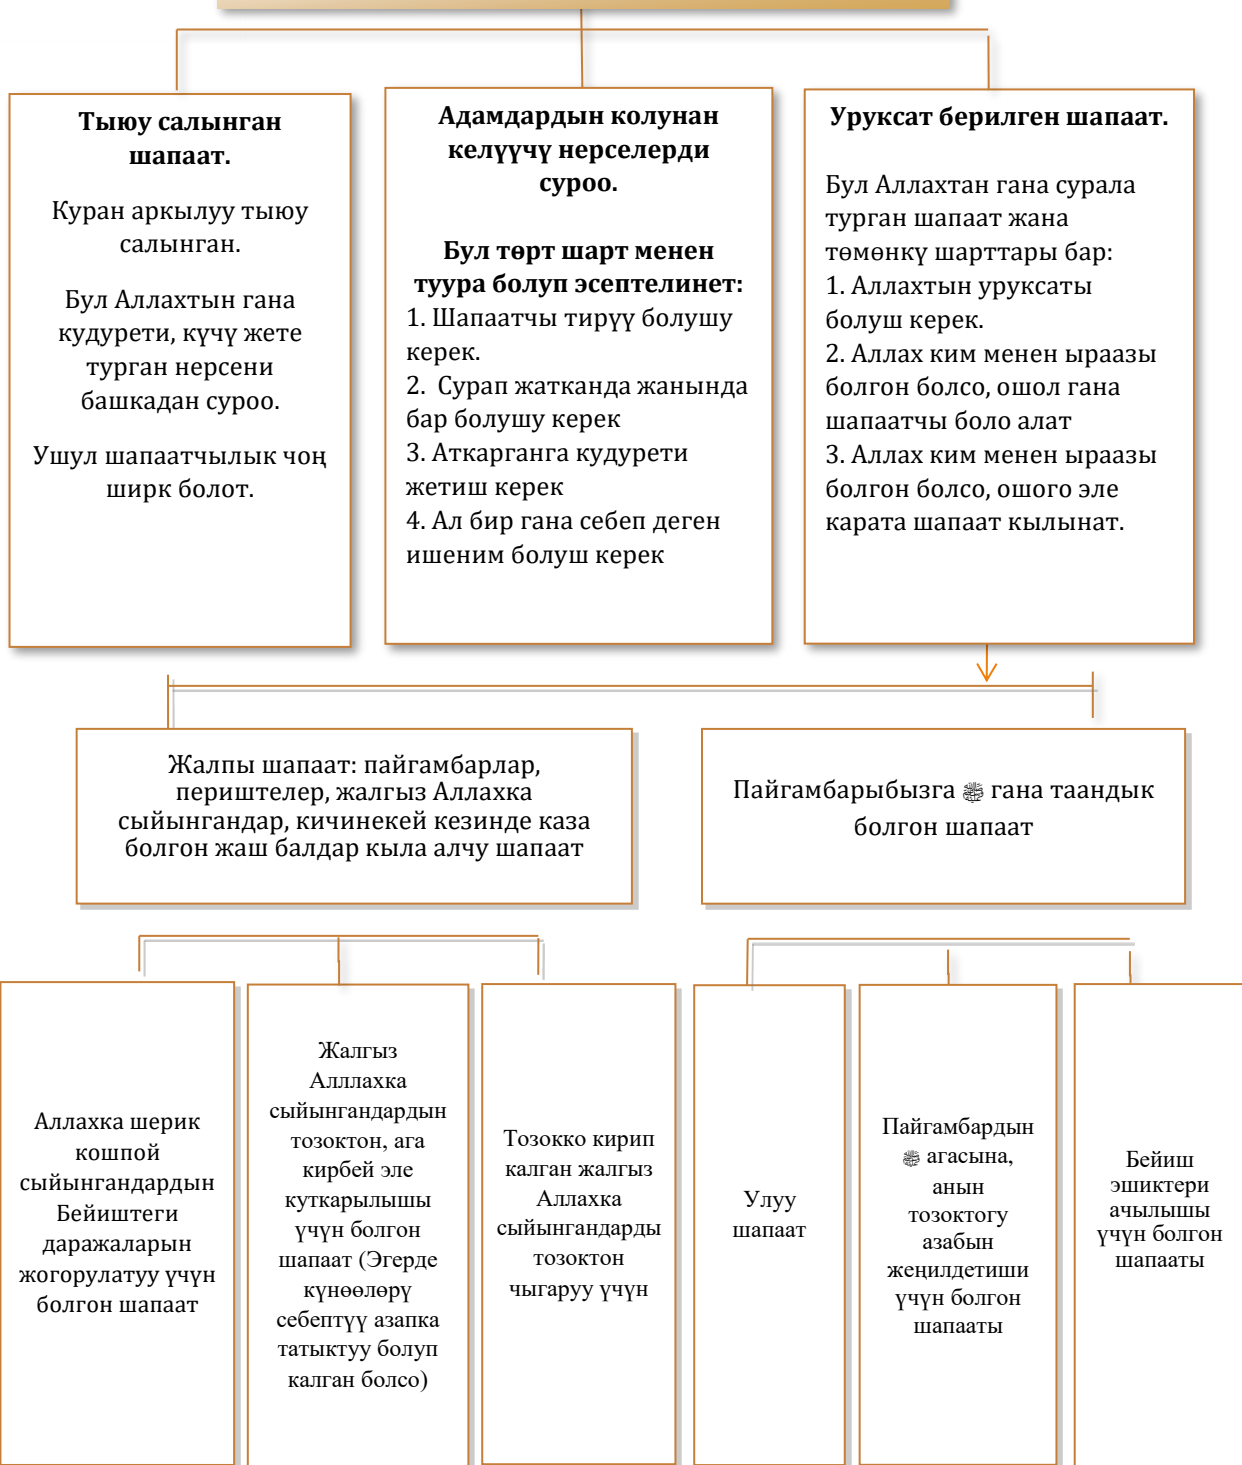 Тыюу салынган
шапаат.
Куран аркылуу тыюу
салынган.
Бул Аллахтын гана
кудурети, күчү жете
турган нерсени
башкадан суроо.
Ушул шапаатчылык чоң
ширк болот.
Адамдардын колунан
келүүчү нерселерди
суроо.
Бул төрт шарт менен
туура болуп эсептелинет:
1. Шапаатчы тирүү болушу
керек.
2. Сурап жатканда жанында
бар болушу керек
3. Аткарганга кудурети
жетиш керек
4. Ал бир гана себеп деген
ишеним болуш керек
Уруксат берилген шапаат.
Бул Аллахтан гана сурала
турган шапаат жана
төмөнкү шарттары бар:
1. Аллахтын уруксаты
болуш керек.
2. Аллах ким менен ыраазы
болгон болсо, ошол гана
шапаатчы боло алат
3. Аллах ким менен ыраазы
болгон болсо, ошого эле
карата шапаат кылынат.
Жалпы шапаат: пайгамбарлар,
периштелер, жалгыз Аллахка
сыйынгандар, кичинекей кезинде каза
болгон жаш балдар кыла алчу шапаат
Пайгамбарыбызга ﷺ гана таандык
болгон шапаат
Аллахка шерик
кошпой
сыйынгандардын
Бейиштеги
даражаларын
жогорулатуу үчүн
болгон шапаат
Жалгыз
Алллахка
сыйынгандардын
тозоктон, ага
кирбей эле
куткарылышы
үчүн болгон
шапаат (Эгерде
күнөөлөрү
себептүү азапка
татыктуу болуп
калган болсо)
Тозокко кирип
калган жалгыз
Аллахка
сыйынгандарды
тозоктон
чыгаруу үчүн
Улуу
шапаат
Пайгамбардын
ﷺ агасына,
анын
тозоктогу
азабын
жеңилдетиши
үчүн болгон
шапааты
Бейиш
эшиктери
ачылышы
үчүн болгон
шапааты